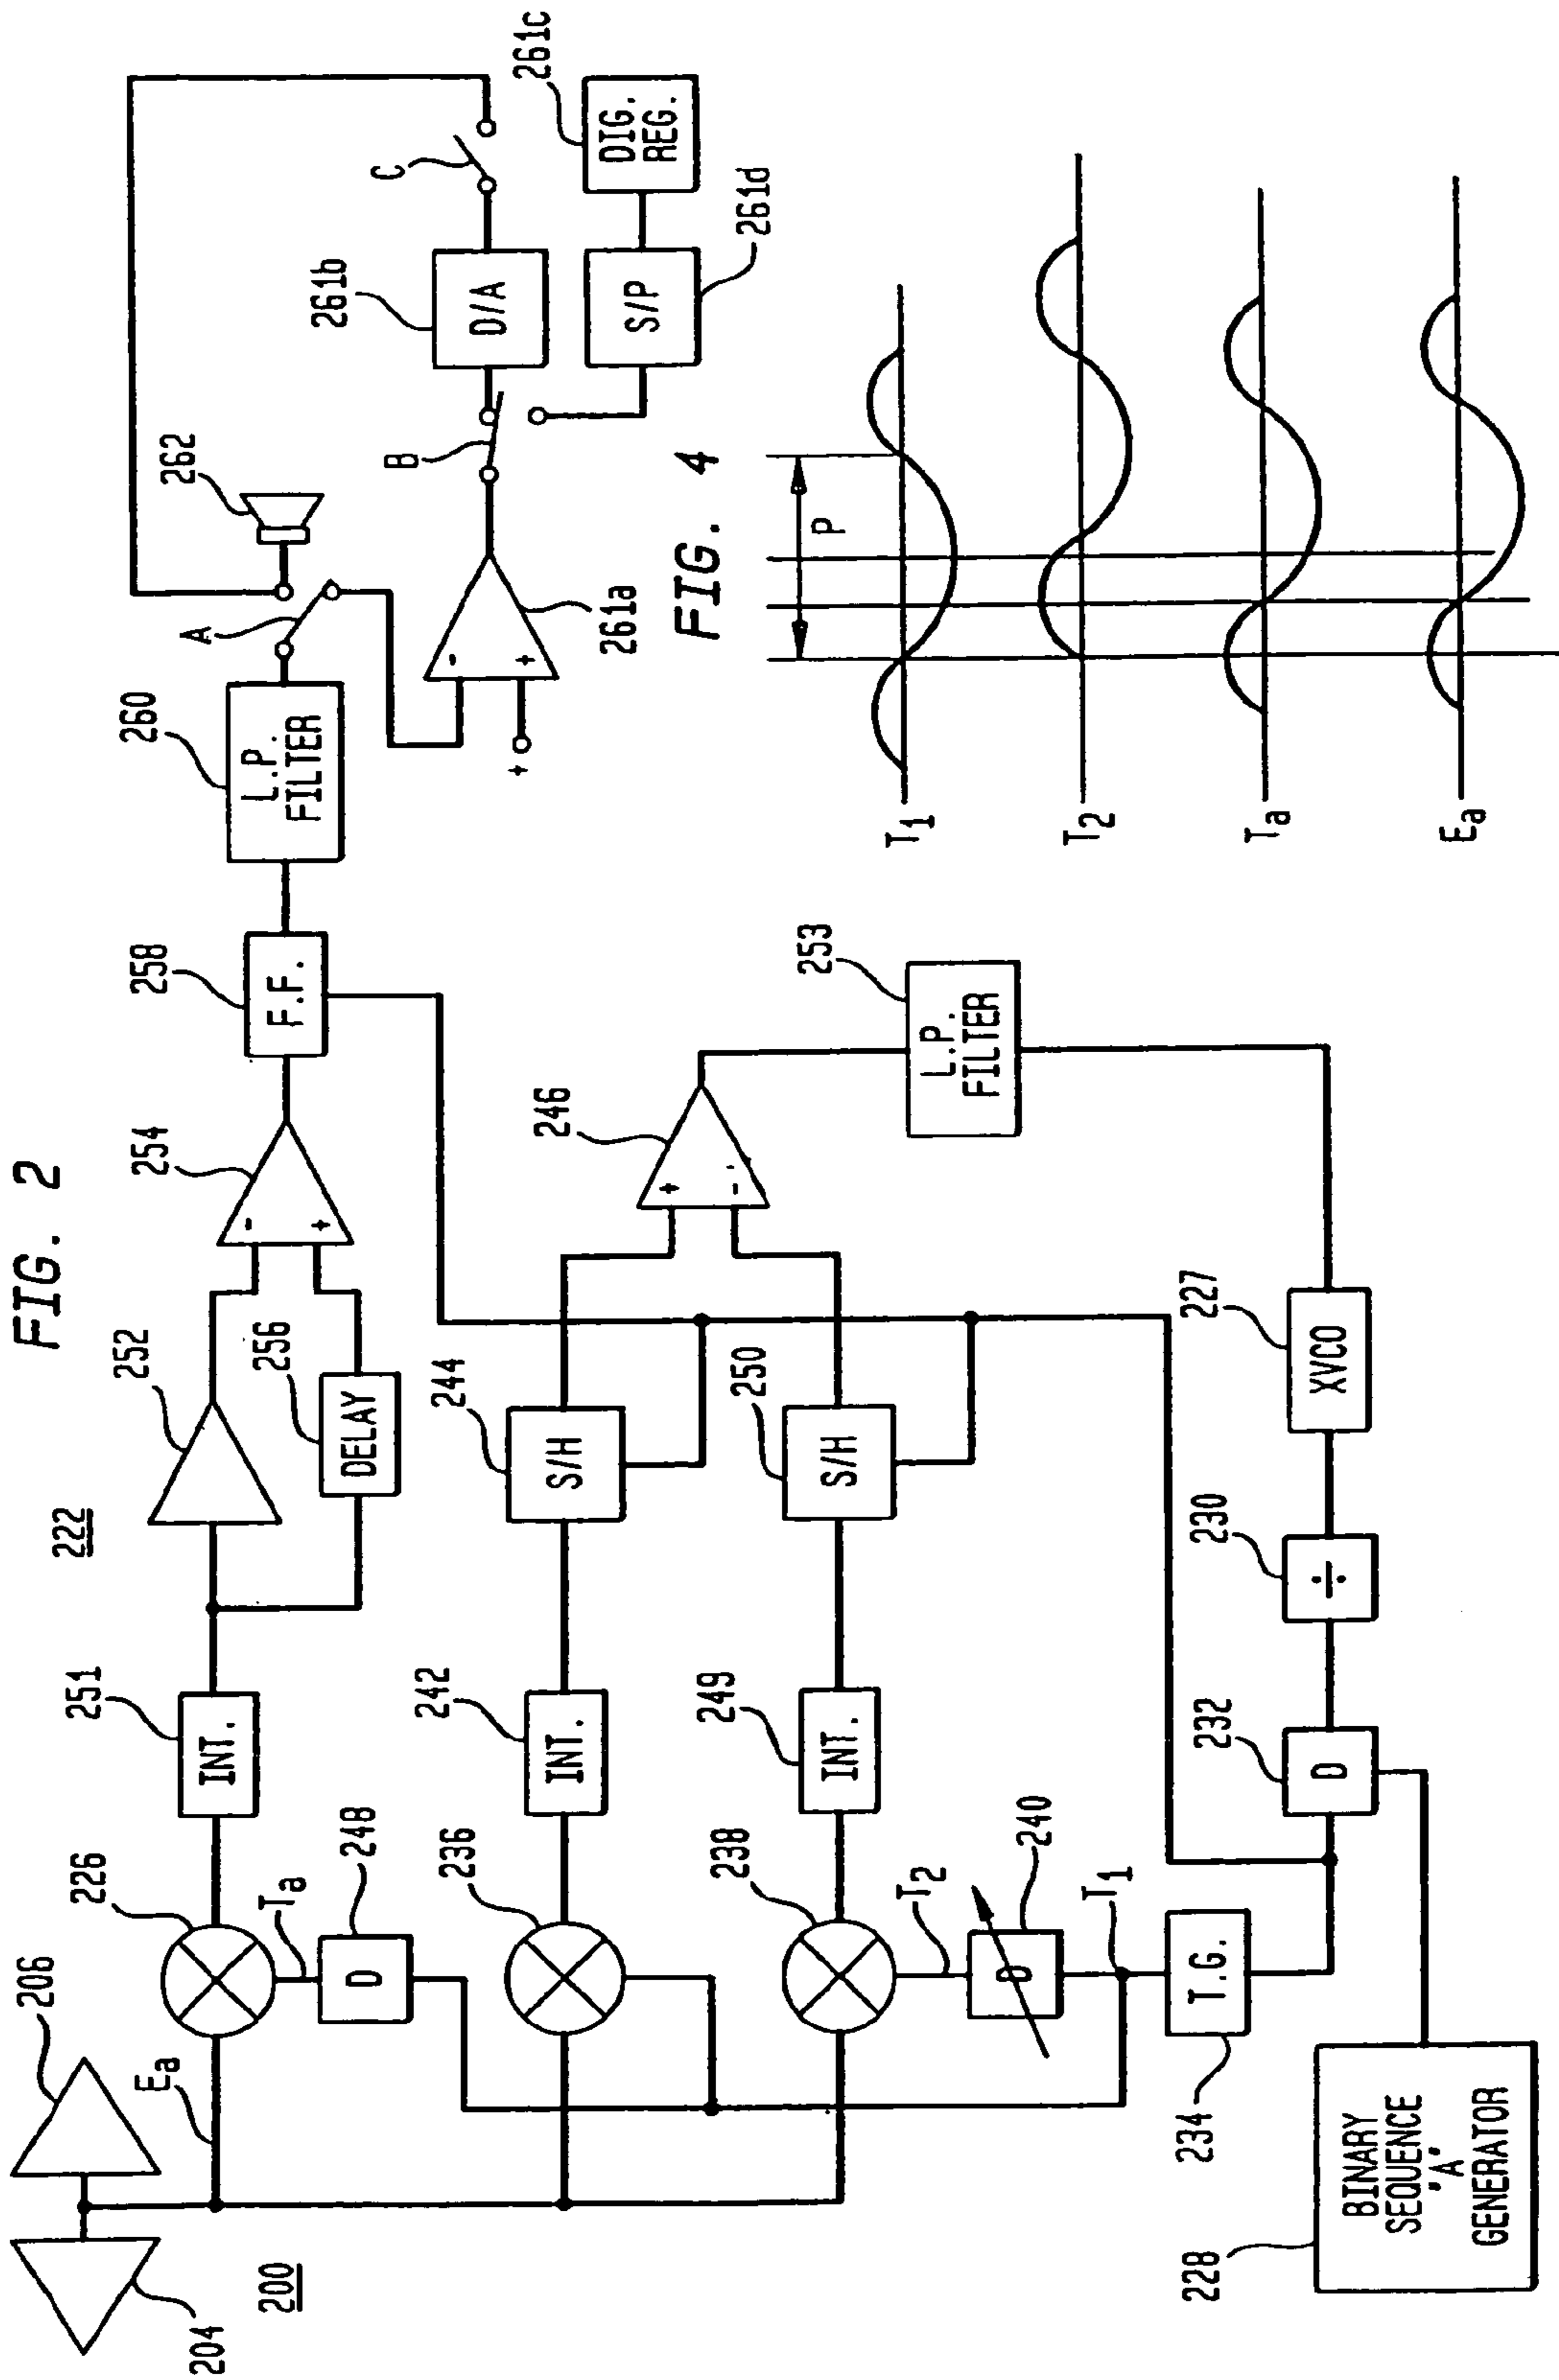 FIG. 2
204
206
200
222
Ea
226
251
INT.
252
254
-
+
256
DELAY
258
F.F.
260
L.P.
FILTER
A
262
Ta
248
D
236
242
INT.
244
S/H
246
+
-
253
L.P.
FILTER
238
249
INT.
250
S/H
T2
240
D
T1
234
T.G.
232
D
230
÷
227
XVCO
228
BINARY
SEQUENCE
"A"
GENERATOR
-
+
+
261a
B
261b
D/A
C
261c
DIG.
REG.
S/P
261d
FIG. 4
P
T1
T2
Ta
Ea